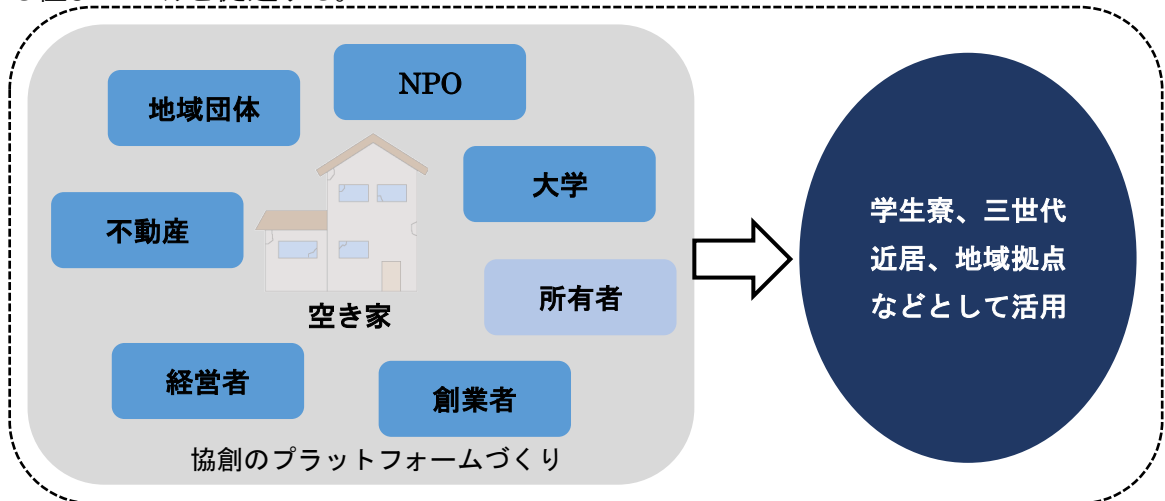 NPO
地域団体
大学
不動産
所有者
空き家
経営者
創業者
協創のプラットフォームづくり
学生寮、三世代
近居、地域拠点
などとして活用